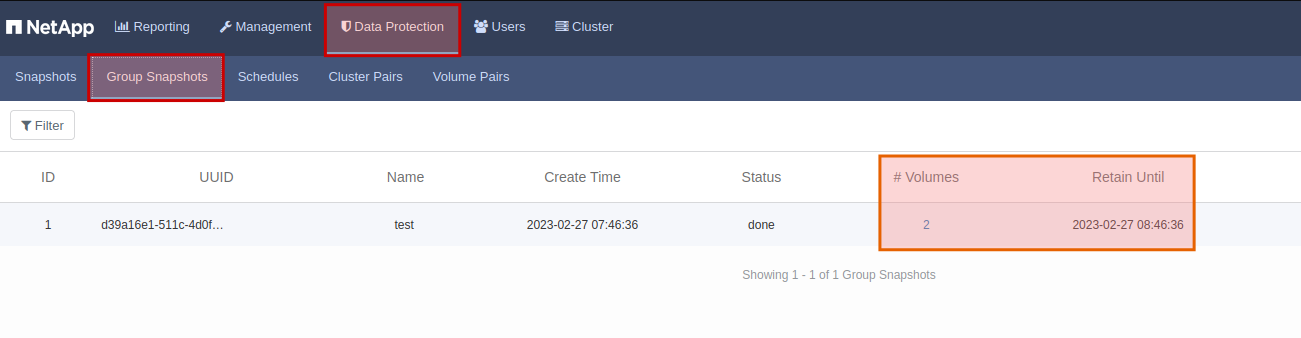 NetApp Reporting Management Data Protection Users Cluster
Snapshots Group Snapshots Schedules Cluster Pairs Volume Pairs
Filter
ID UUID Name Create Time Status # Volumes Retain Until
1 d39a16e1-511c-4d0f… test 2023-02-27 07:46:36 done 2 2023-02-27 08:46:36
Showing 1 - 1 of 1 Group Snapshots